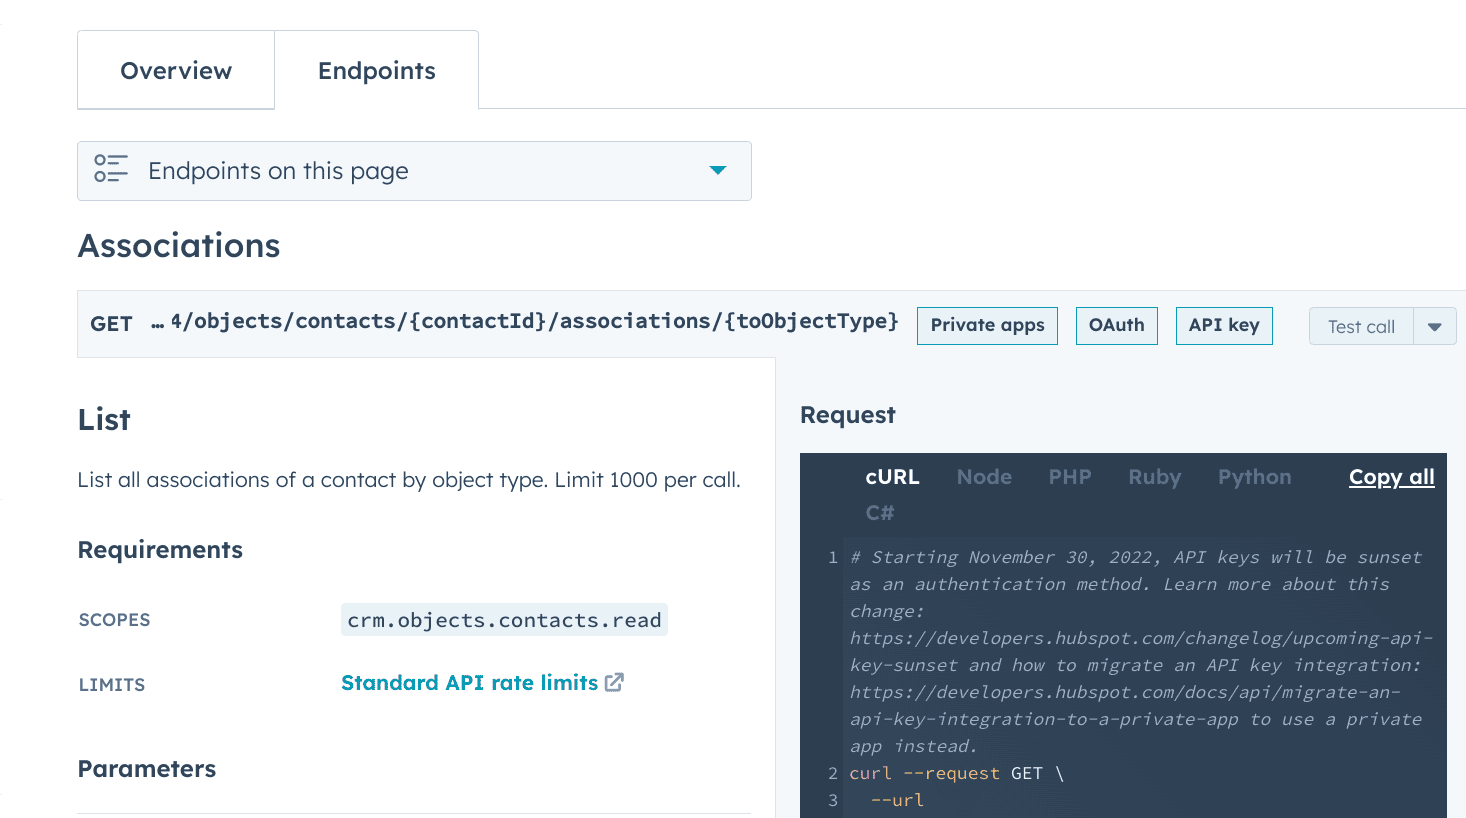 Overview Endpoints
Endpoints on this page
Associations
GET … 4/objects/contacts/{contactId}/associations/{toObjectType} Private apps OAuth API key Test call
List
List all associations of a contact by object type. Limit 1000 per call.
Requirements
SCOPES crm.objects.contacts.read
LIMITS Standard API rate limits
Parameters
Request
cURL Node PHP Ruby Python Copy all
C#
1 # Starting November 30, 2022, API keys will be sunset
as an authentication method. Learn more about this
change:
https://developers.hubspot.com/changelog/upcoming-api-
key-sunset and how to migrate an API key integration:
https://developers.hubspot.com/docs/api/migrate-an-
api-key-integration-to-a-private-app to use a private
app instead.
2 curl --request GET \
3 --url